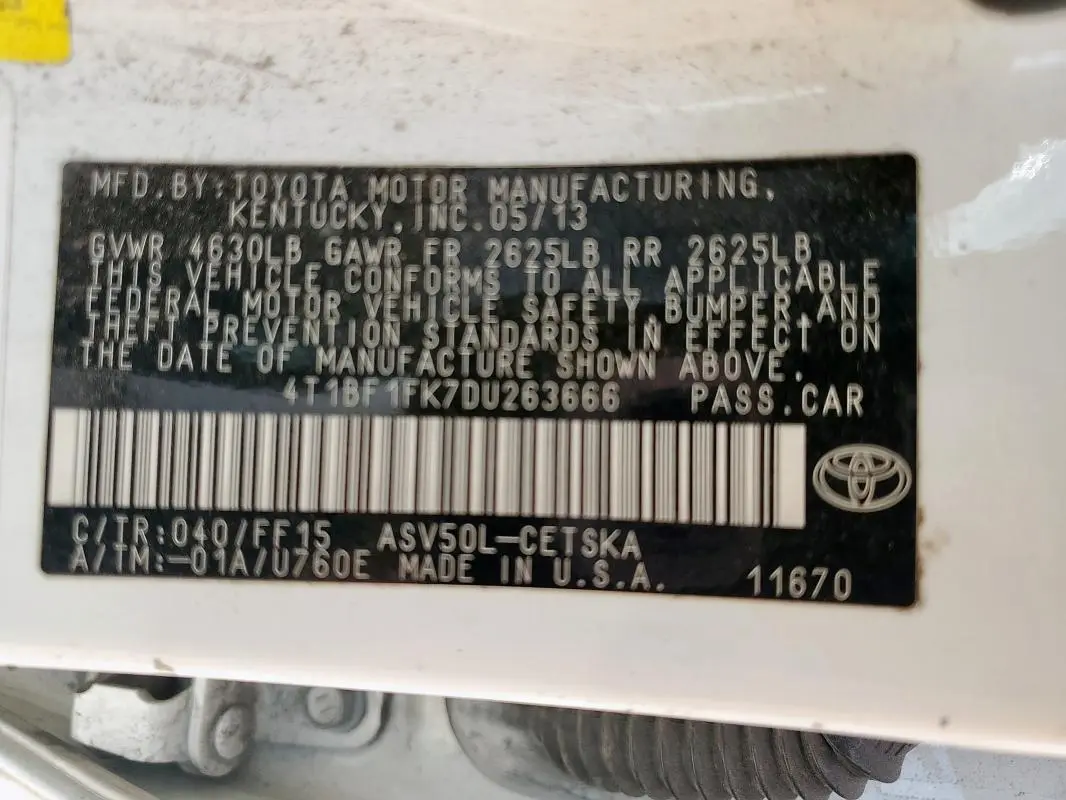 MFD.BY:TOYOTA MOTOR MANUFACTURING,
KENTUCKY,INC.05/13
GVWR 4630LB GAWR FR 2625LB RR 2625LB
THIS VEHICLE CONFORMS TO ALL APPLICABLE
FEDERAL MOTOR VEHICLE SAFETY,BUMPER,AND
THEFT PREVENTION STANDARDS IN EFFECT ON
THE DATE OF MANUFACTURE SHOWN ABOVE.
4T1BF1FK7DU263666 PASS.CAR
C/TR:040/FF15 ASV50L-CETSKA
A/TM:-01A/U760E MADE IN U.S.A. 11670